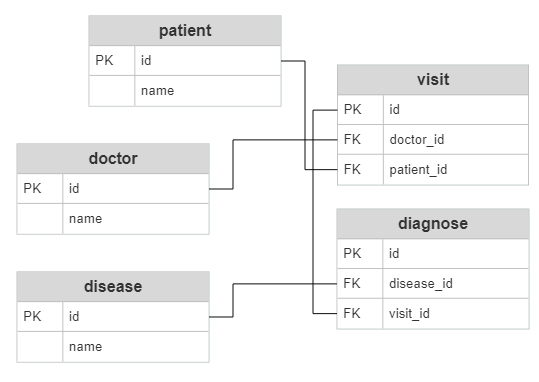 patient
PK id
name
visit
PK id
FK doctor_id
FK patient_id
doctor
PK id
name
diagnose
PK id
FK disease_id
FK visit_id
disease
PK id
name